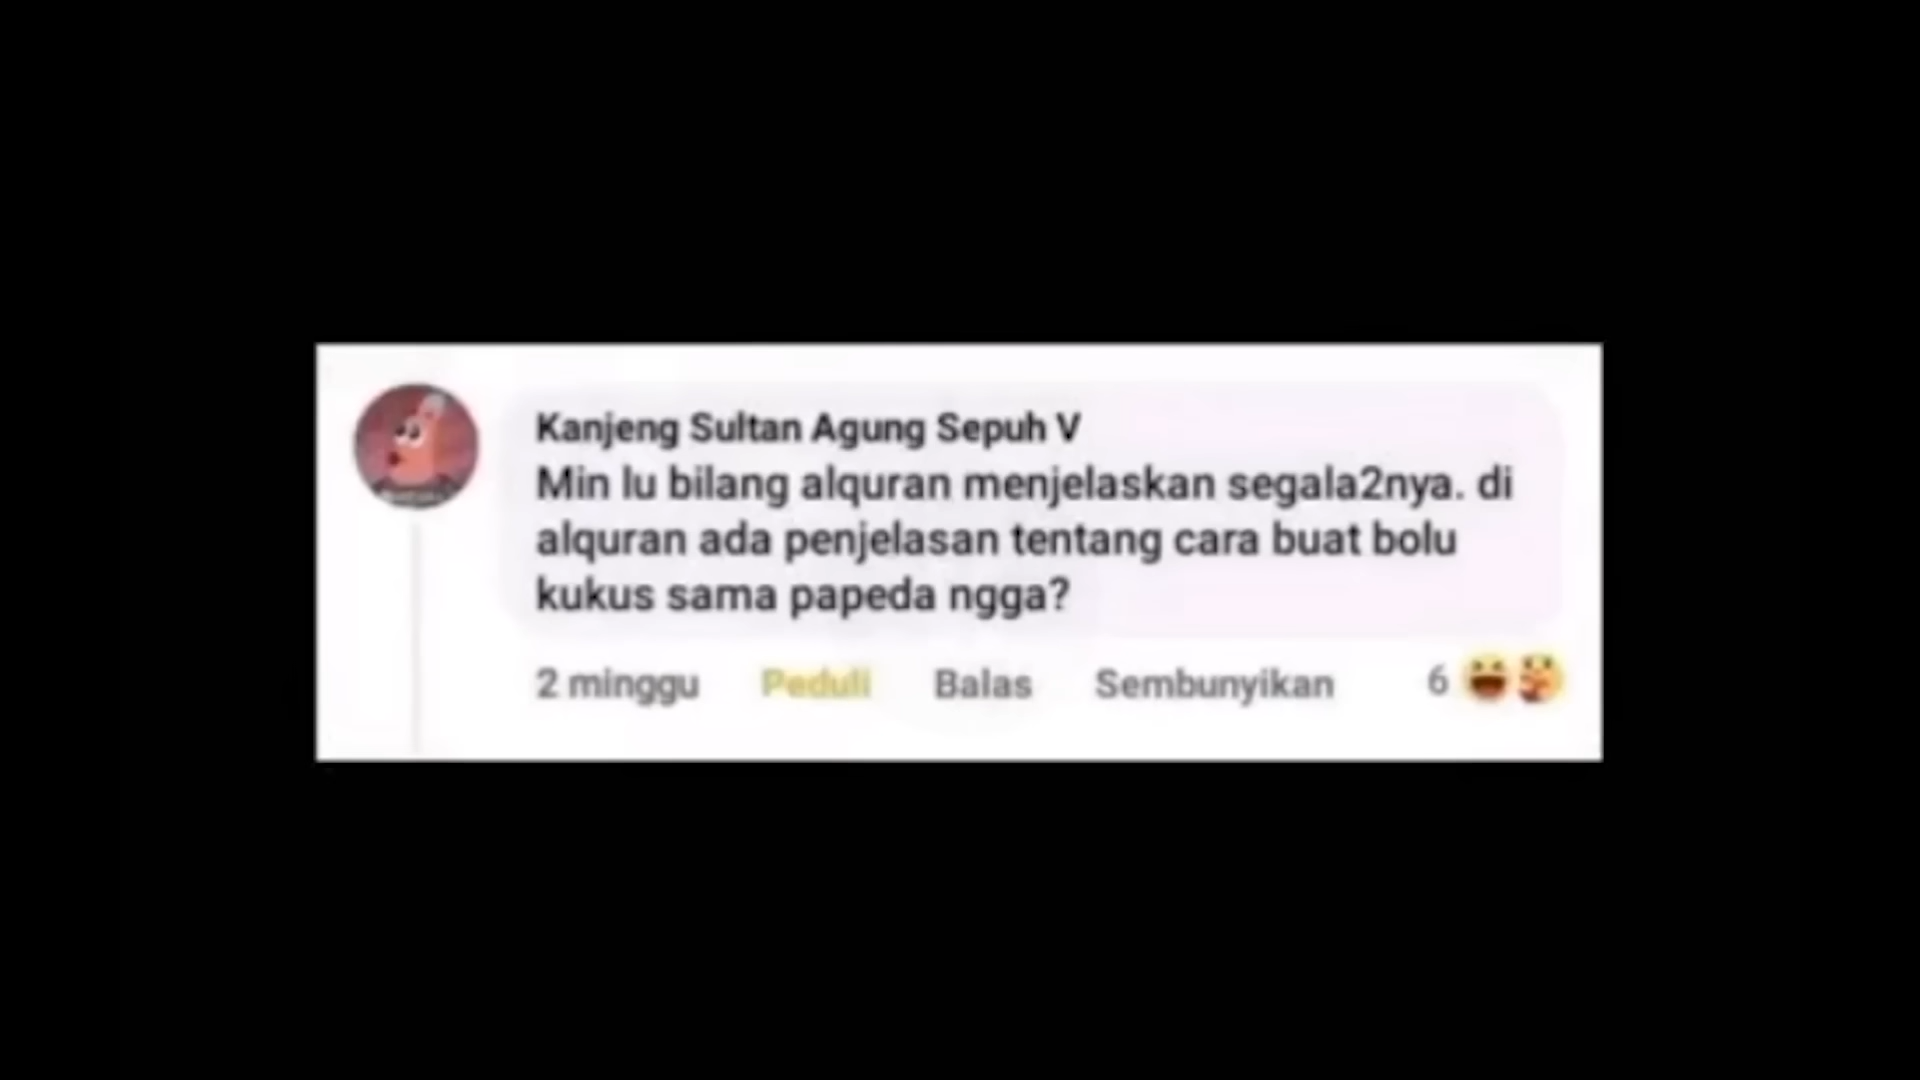 Kanjeng Sultan Agung Sepuh V
Min lu bilang alquran menjelaskan segala2nya. di
alquran ada penjelasan tentang cara buat bolu
kukus sama papeda ngga?
2 minggu Peduli Balas Sembunyikan 6